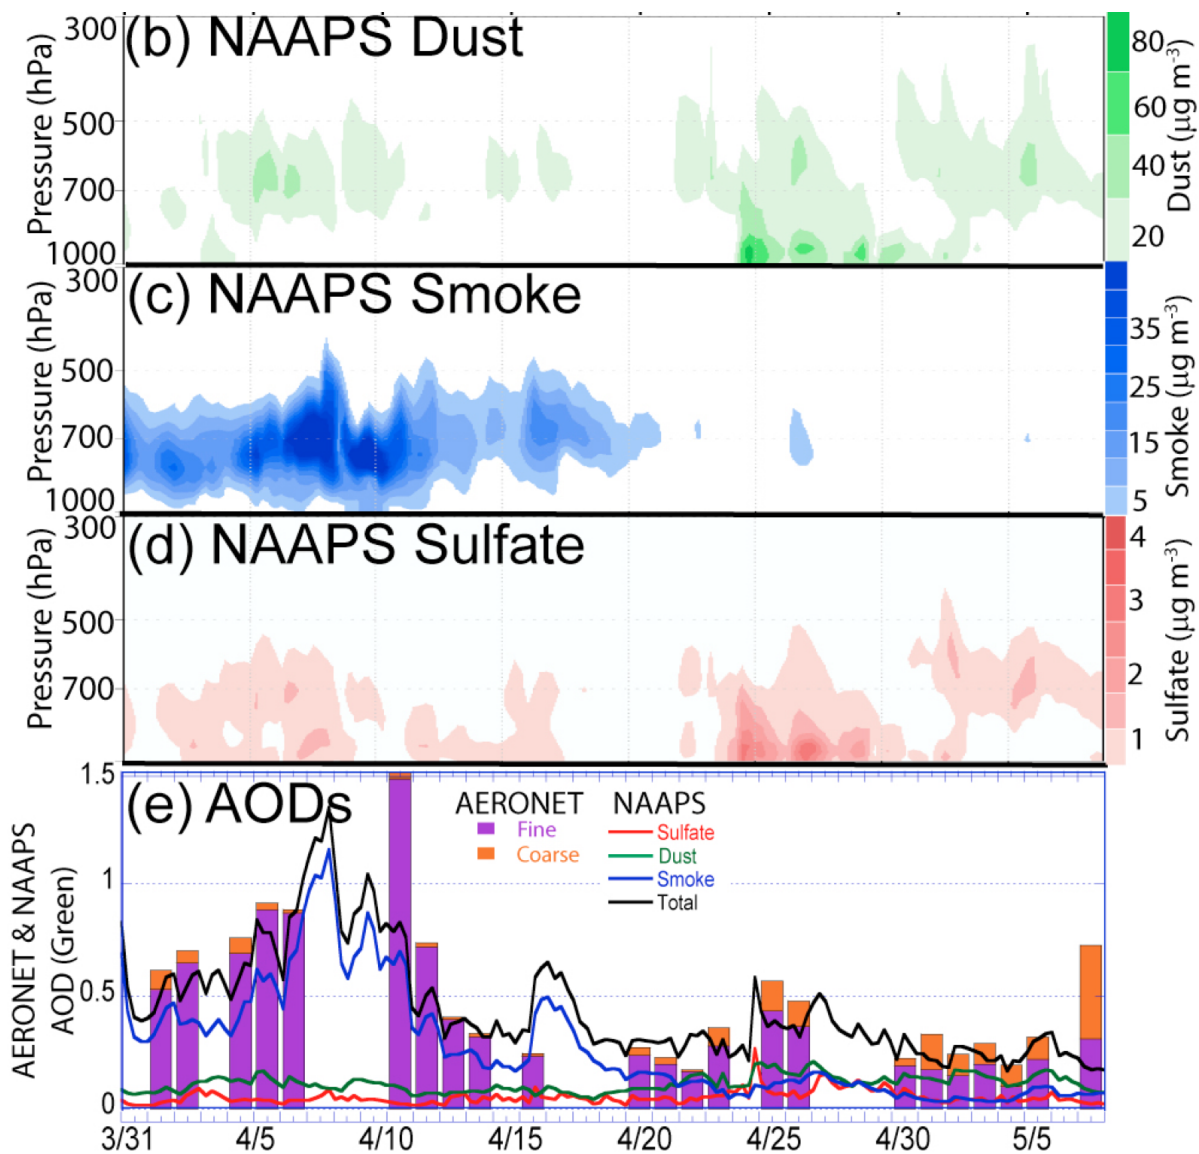 (b) NAAPS Dust
Pressure (hPa)
300
500
700
1000
Dust (μg m-3)
80
60
40
20
(c) NAAPS Smoke
Pressure (hPa)
300
500
700
1000
Smoke (μg m-3)
35
25
15
5
(d) NAAPS Sulfate
Pressure (hPa)
300
500
700
Sulfate (μg m-3)
4
3
2
1
(e) AODs
AERONET & NAAPS
AOD (Green)
1.5
1
0.5
0
AERONET
Fine
Coarse
NAAPS
Sulfate
Dust
Smoke
Total
3/31 4/5 4/10 4/15 4/20 4/25 4/30 5/5